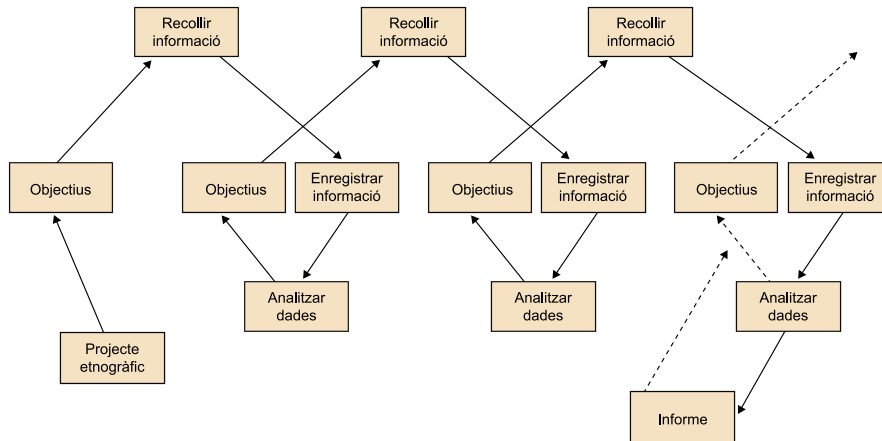 Recollir
informació
Recollir
informació
Recollir
informació
Objectius
Objectius
Enregistrar
informació
Objectius
Enregistrar
informació
Objectius
Enregistrar
informació
Analitzar
dades
Analitzar
dades
Analitzar
dades
Projecte
etnogràfic
Informe